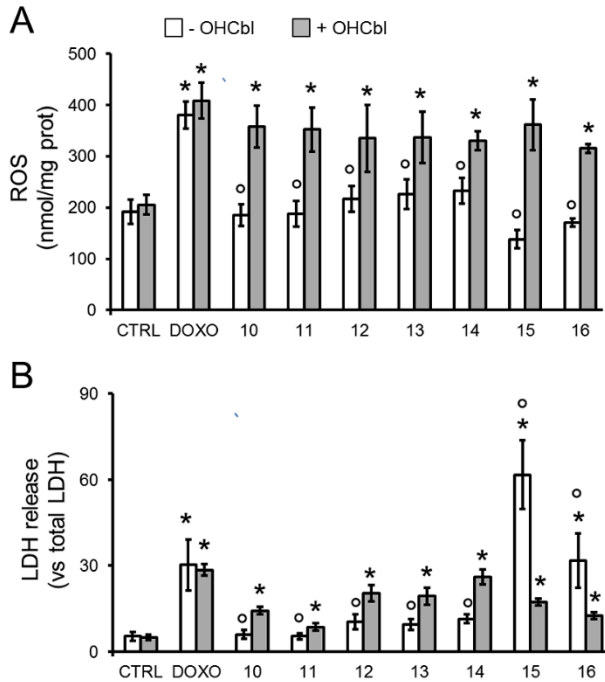 A
- OHCbl + OHCbl
ROS
(nmol/mg prot)
500
400
300
200
100
0
* * * * * * * * *
° ° ° ° ° ° °
CTRL DOXO 10 11 12 13 14 15 16
B
LDH release
(vs total LDH)
90
60
30
0
* * * * * * * * * * *
° ° ° ° ° ° °
CTRL DOXO 10 11 12 13 14 15 16